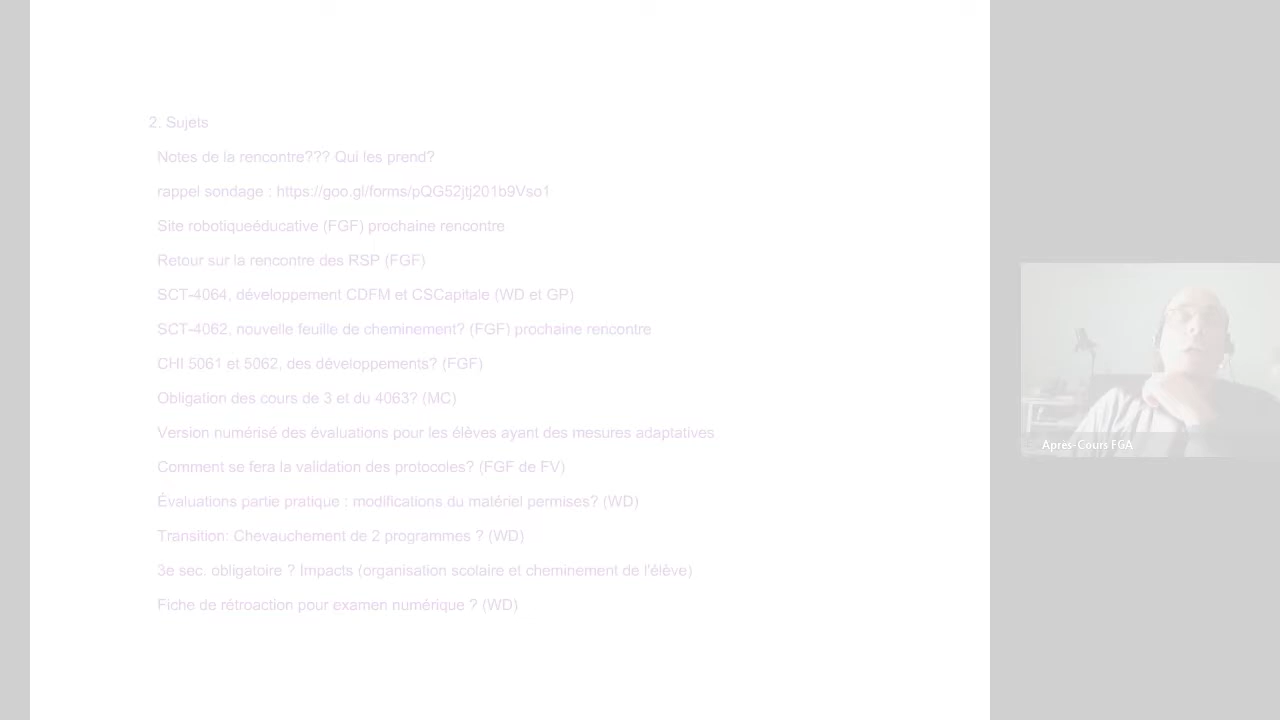 2. Sujets
Notes de la rencontre??? Qui les prend?
rappel sondage : https://goo.gl/forms/pQG52jtj201b9Vso1
Site robotiqueéducative (FGF) prochaine rencontre
Retour sur la rencontre des RSP (FGF)
SCT-4064, développement CDFM et CSCapitale (WD et GP)
SCT-4062, nouvelle feuille de cheminement? (FGF) prochaine rencontre
CHI 5061 et 5062, des développements? (FGF)
Obligation des cours de 3 et du 4063? (MC)
Version numérisé des évaluations pour les élèves ayant des mesures adaptatives
Comment se fera la validation des protocoles? (FGF de FV)
Évaluations partie pratique : modifications du matériel permises? (WD)
Transition: Chevauchement de 2 programmes ? (WD)
3e sec. obligatoire ? Impacts (organisation scolaire et cheminement de l'élève)
Fiche de rétroaction pour examen numérique ? (WD)
Après-Cours FGA